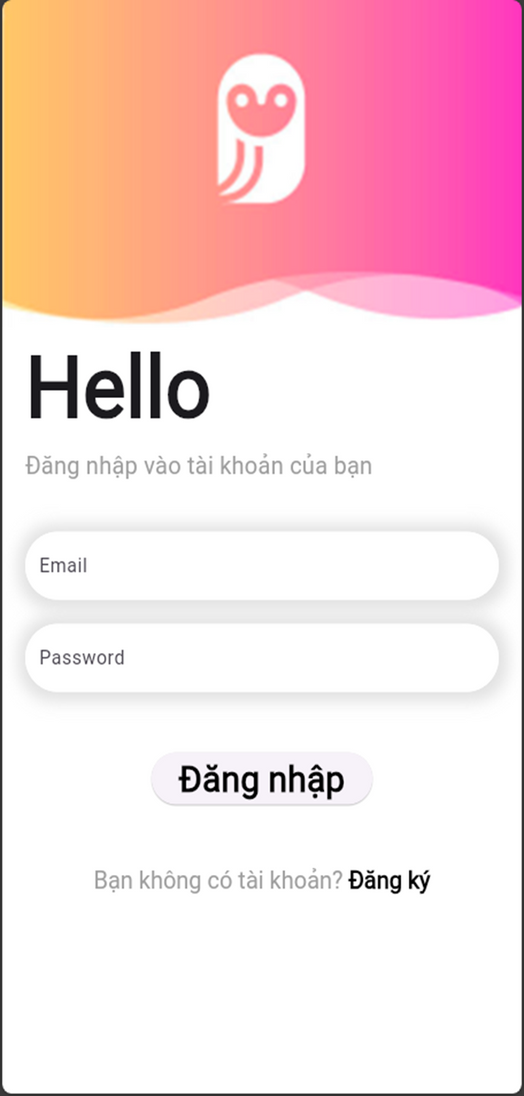 Hello
Đăng nhập vào tài khoản của bạn
Email
Password
Đăng nhập
Bạn không có tài khoản? Đăng ký